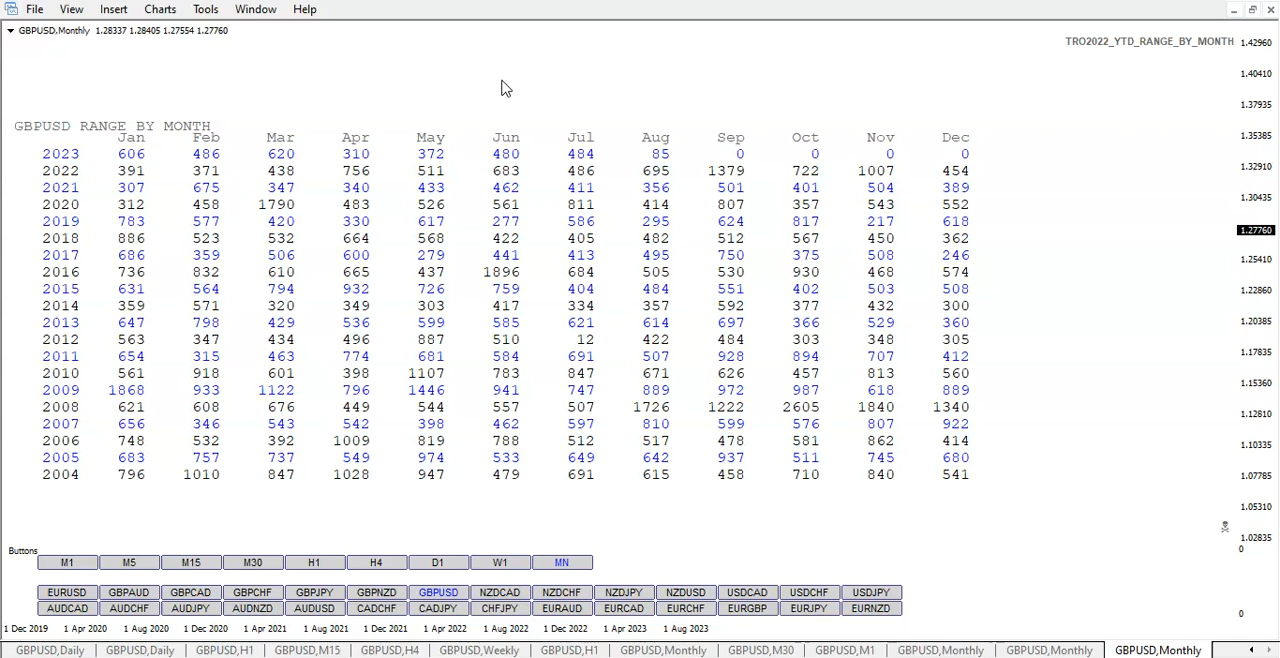 File View Insert Charts Tools Window Help
GBPUSD,Monthly 1.28337 1.28405 1.27554 1.27760
TRO2022_YTD_RANGE_BY_MONTH
1.42960
1.40410
1.37935
1.35385
1.32910
1.30435
1.27760
1.25410
1.22860
1.20385
1.17835
1.15360
1.12810
1.10335
1.07785
1.05310
1.02835
0
0
GBPUSD RANGE BY MONTH
Jan Feb Mar Apr May Jun Jul Aug Sep Oct Nov Dec
2023 606 486 620 310 372 480 484 85 0 0 0 0
2022 391 371 438 756 511 683 486 695 1379 722 1007 454
2021 307 675 347 340 433 462 411 356 501 401 504 389
2020 312 458 1790 483 526 561 811 414 807 357 543 552
2019 783 577 420 330 617 277 586 295 624 817 217 618
2018 886 523 532 664 568 422 405 482 512 567 450 362
2017 686 359 506 600 279 441 413 495 750 375 508 246
2016 736 832 610 665 437 1896 684 505 530 930 468 574
2015 631 564 794 932 726 759 404 484 551 402 503 508
2014 359 571 320 349 303 417 334 357 592 377 432 300
2013 647 798 429 536 599 585 621 614 697 366 529 360
2012 563 347 434 496 887 510 12 422 484 303 348 305
2011 654 315 463 774 681 584 691 507 928 894 707 412
2010 561 918 601 398 1107 783 847 671 626 457 813 560
2009 1868 933 1122 796 1446 941 747 889 972 987 618 889
2008 621 608 676 449 544 557 507 1726 1222 2605 1840 1340
2007 656 346 543 542 398 462 597 810 599 576 807 922
2006 748 532 392 1009 819 788 512 517 478 581 862 414
2005 683 757 737 549 974 533 649 642 937 511 745 680
2004 796 1010 847 1028 947 479 691 615 458 710 840 541
Buttons
M1 M5 M15 M30 H1 H4 D1 W1 MN
EURUSD GBPAUD GBPCAD GBPCHF GBPJPY GBPNZD GBPUSD NZDCAD NZDCHF NZDJPY NZDUSD USDCAD USDCHF USDJPY
AUDCAD AUDCHF AUDJPY AUDNZD AUDUSD CADCHF CADJPY CHFJPY EURAUD EURCAD EURCHF EURGBP EURJPY EURNZD
1 Dec 2019 1 Apr 2020 1 Aug 2020 1 Dec 2020 1 Apr 2021 1 Aug 2021 1 Dec 2021 1 Apr 2022 1 Aug 2022 1 Dec 2022 1 Apr 2023 1 Aug 2023
GBPUSD,Daily GBPUSD,Daily GBPUSD,H1 GBPUSD,M15 GBPUSD,H4 GBPUSD,Weekly GBPUSD,H1 GBPUSD,Monthly GBPUSD,M30 GBPUSD,M1 GBPUSD,Monthly GBPUSD,Monthly GBPUSD,Monthly